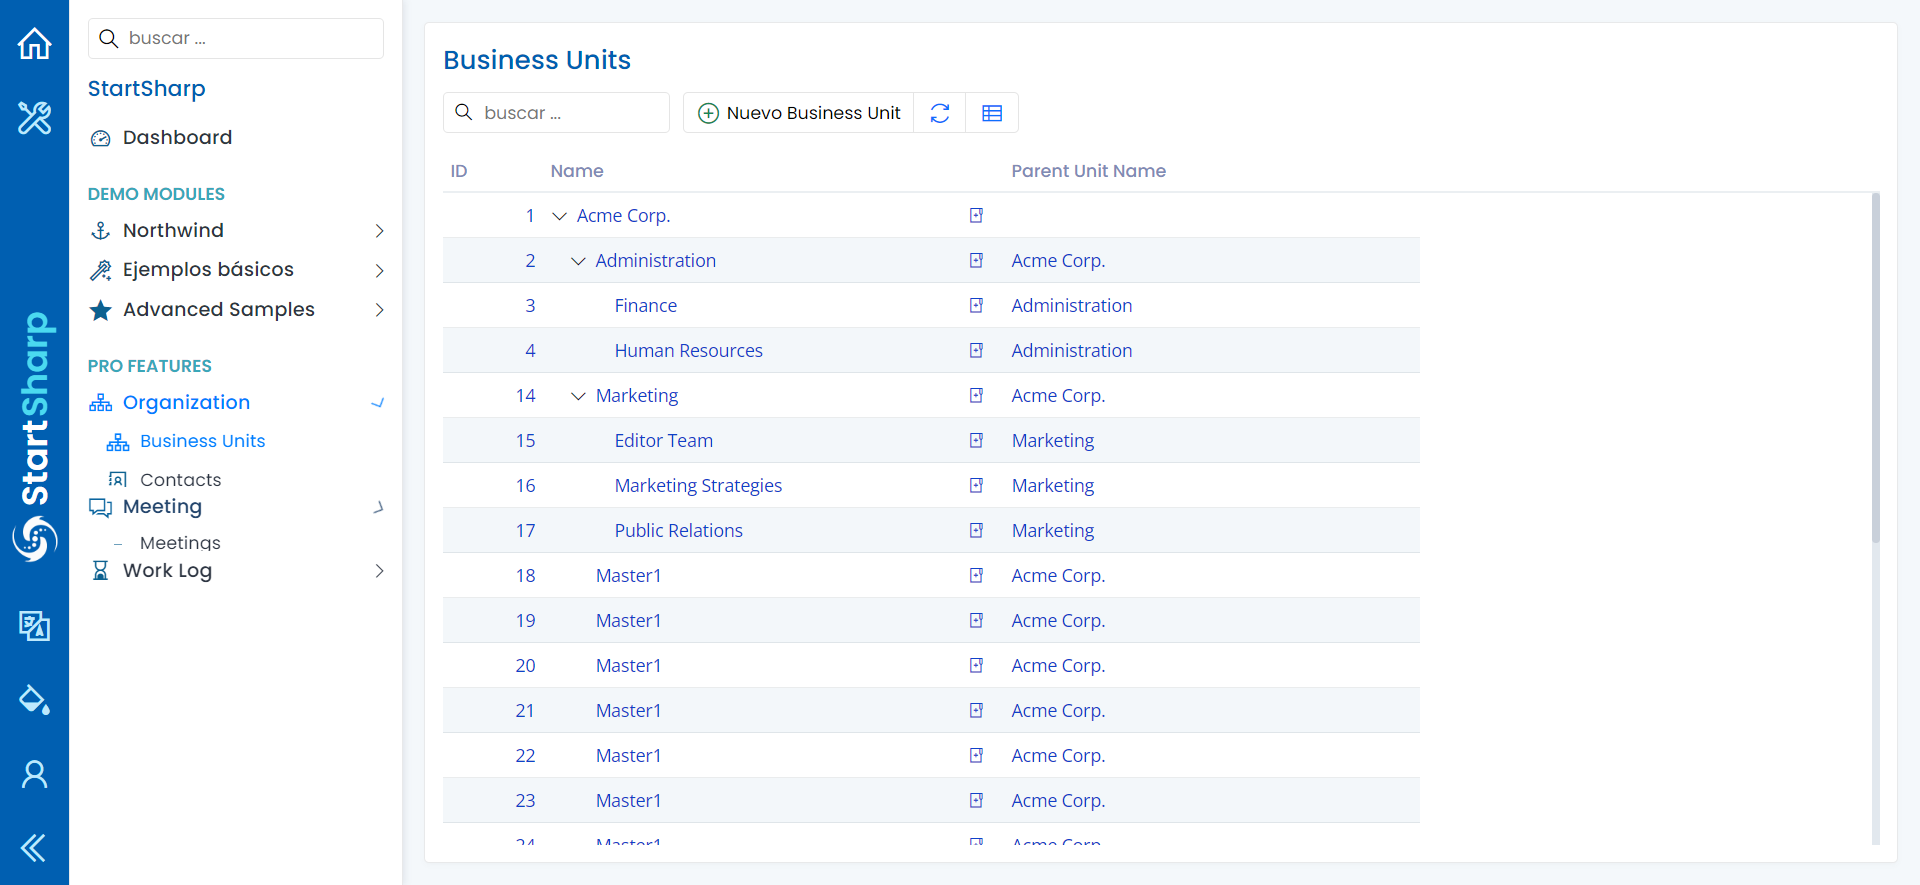 StartSharp
buscar ...
StartSharp
Dashboard
DEMO MODULES
Northwind
Ejemplos básicos
Advanced Samples
PRO FEATURES
Organization
Business Units
Contacts
Meeting
Meetings
Work Log
Business Units
buscar ...
Nuevo Business Unit
ID Name Parent Unit Name
1 Acme Corp.
2 Administration Acme Corp.
3 Finance Administration
4 Human Resources Administration
14 Marketing Acme Corp.
15 Editor Team Marketing
16 Marketing Strategies Marketing
17 Public Relations Marketing
18 Master1 Acme Corp.
19 Master1 Acme Corp.
20 Master1 Acme Corp.
21 Master1 Acme Corp.
22 Master1 Acme Corp.
23 Master1 Acme Corp.
24 Master1 Acme Corp.